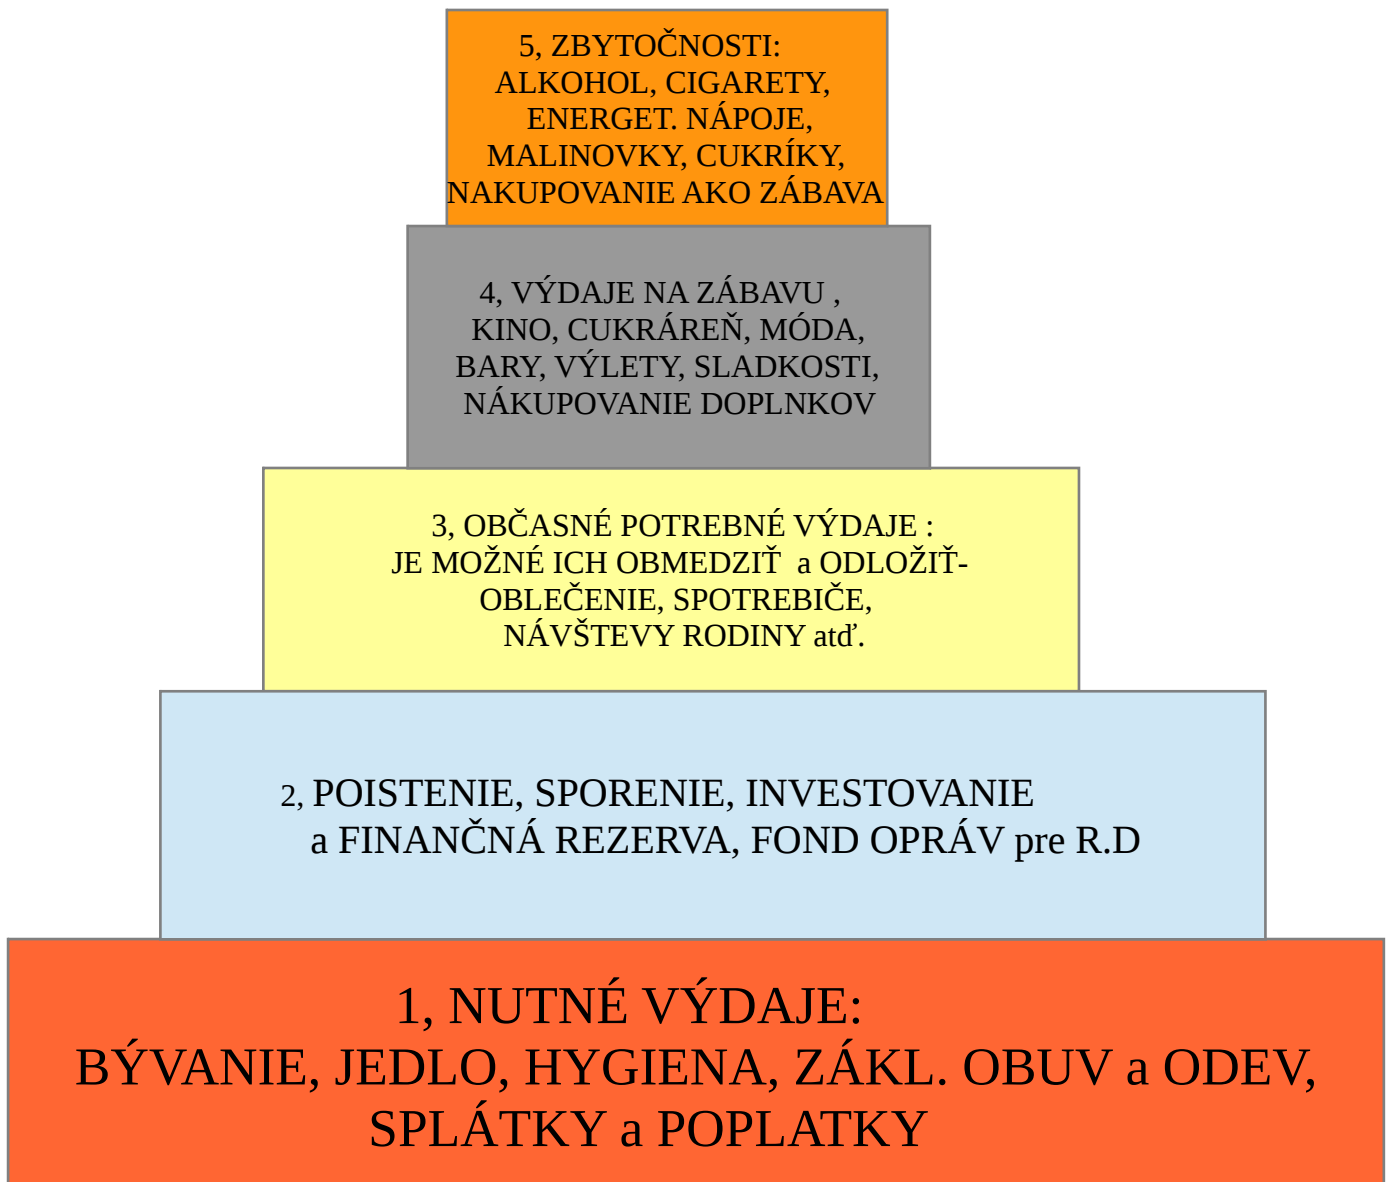 5, ZBYTOČNOSTI:
ALKOHOL, CIGARETY,
ENERGET. NÁPOJE,
MALINOVKY, CUKRÍKY,
NAKUPOVANIE AKO ZÁBAVA
4, VÝDAJE NA ZÁBAVU ,
KINO, CUKRÁREŇ, MÓDA,
BARY, VÝLETY, SLADKOSTI,
NÁKUPOVANIE DOPLNKOV
3, OBČASNÉ POTREBNÉ VÝDAJE :
JE MOŽNÉ ICH OBMEDZIŤ a ODLOŽIŤ-
OBLEČENIE, SPOTREBIČE,
NÁVŠTEVY RODINY atď.
2, POISTENIE, SPORENIE, INVESTOVANIE
a FINANČNÁ REZERVA, FOND OPRÁV pre R.D
1, NUTNÉ VÝDAJE:
BÝVANIE, JEDLO, HYGIENA, ZÁKL. OBUV a ODEV,
SPLÁTKY a POPLATKY